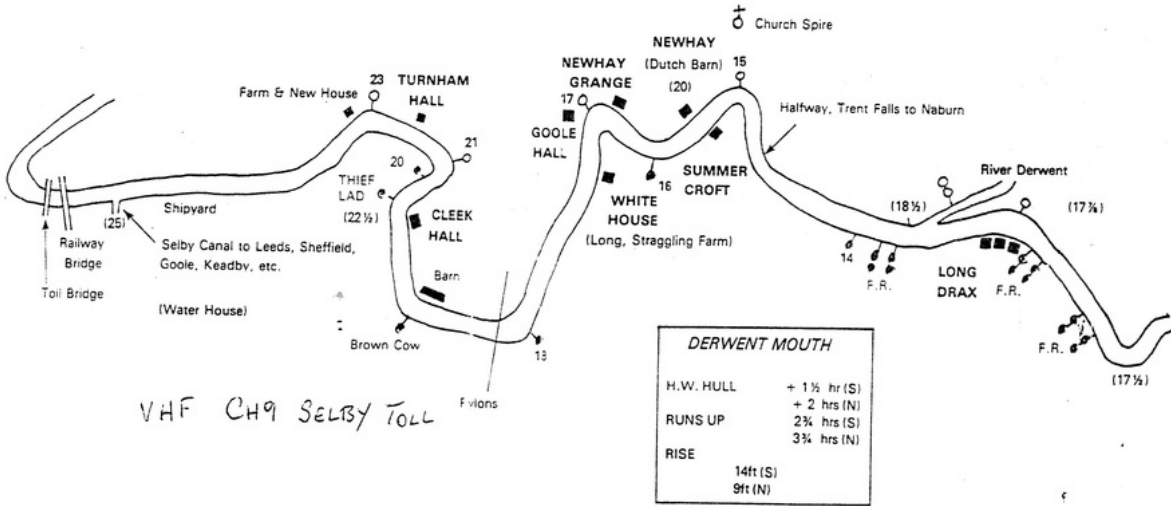 Church Spire
NEWHAY
(Dutch Barn)
(20)
15
23
TURNHAM
HALL
Farm & New House
NEWHAY
GRANGE
17
GOOLE
HALL
Halfway, Trent Falls to Naburn
21
20
THIEF
LAD
(22 ½)
CLEEK
HALL
16
SUMMER
CROFT
WHITE
HOUSE
(Long, Straggling Farm)
River Derwent
(18½)
(17⅞)
Shipyard
(25)
Railway
Bridge
Toll Bridge
Selby Canal to Leeds, Sheffield,
Goole, Keadby, etc.
(Water House)
Barn
Brown Cow
13
14
F.R.
LONG
DRAX
F.R.
F.R.
(17½)
VHF CH9 SELBY TOLL
DERWENT MOUTH
H.W. HULL + 1½ hr (S)
+ 2 hrs (N)
RUNS UP 2¾ hrs (S)
3¾ hrs (N)
RISE
14ft (S)
9ft (N)